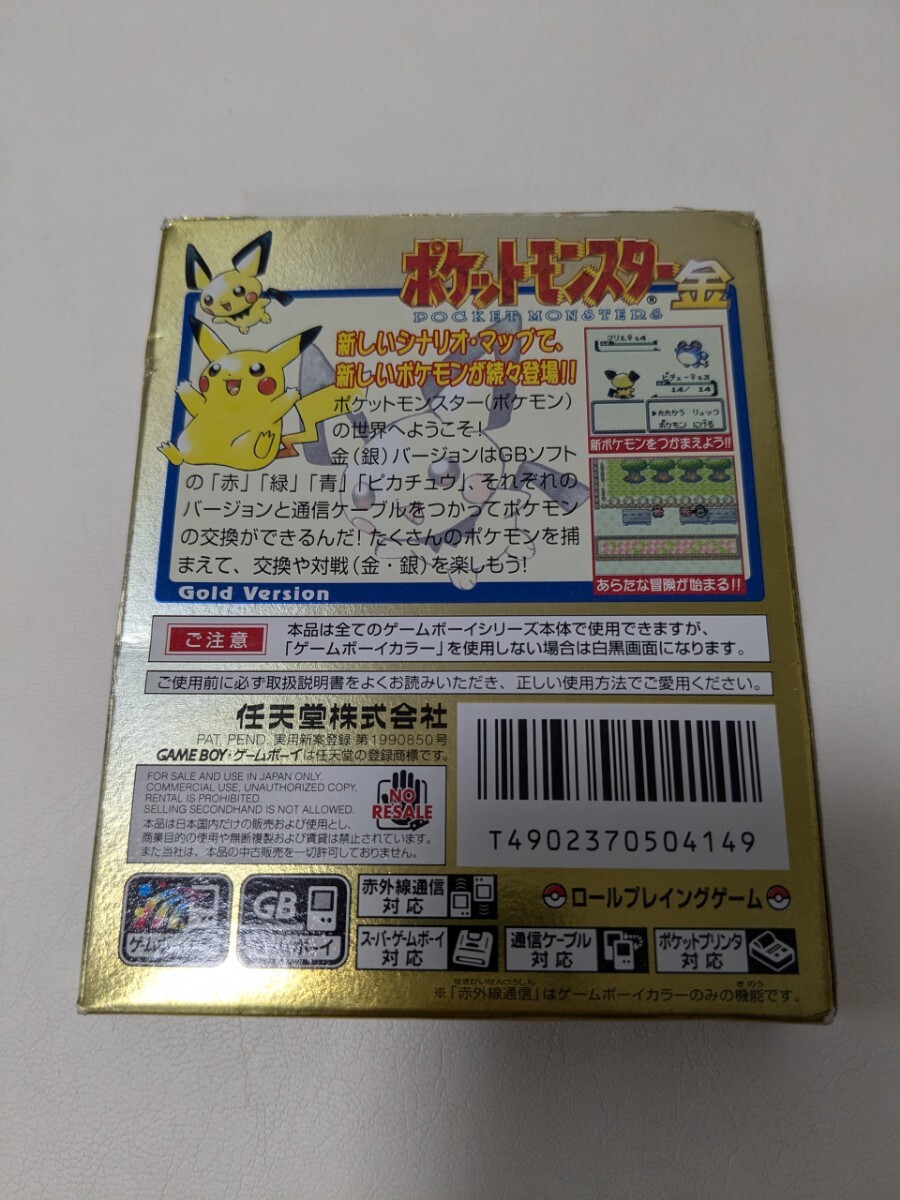 ポケットモンスター®金
POCKET MONSTERS
新しいシナリオ・マップで、
新しいポケモンが続々登場!!
ポケットモンスター(ポケモン)
の世界へようこそ!
金(銀)バージョンはGBソフト
の「赤」「緑」「青」「ピカチュウ」、それぞれの
バージョンと通信ケーブルをつかってポケモン
の交換ができるんだ!たくさんのポケモンを捕
まえて、交換や対戦(金・銀)を楽しもう!
Gold Version
マリル♀:L4
ピチュー♀:L5
14/ 14
▶たたかう リュック
ポケモン にげる
新ポケモンをつかまえよう!!
あらたな冒険が始まる!!
ご注意
本品は全てのゲームボーイシリーズ本体で使用できますが、
「ゲームボーイカラー」を使用しない場合は白黒画面になります。
ご使用前に必ず取扱説明書をよくお読みいただき、正しい使用方法でご愛用ください。
任天堂株式会社
PAT. PEND. 実用新案登録 第1990850号
GAME BOY・ゲームボーイは任天堂の登録商標です。
FOR SALE AND USE IN JAPAN ONLY.
COMMERCIAL USE, UNAUTHORIZED COPY,
RENTAL IS PROHIBITED.
SELLING SECONDHAND IS NOT ALLOWED.
NO
RESALE
本品は日本国内だけの販売および使用とし、
商業目的の使用や無断複製および賃貸は禁止されています。
また当社は、本品の中古販売を一切許可しておりません。
T4902370504149
GB
赤外線通信
対応
ロールプレイングゲーム
スーパーゲームボーイ
対応
通信ケーブル
対応
ポケットプリンタ
対応
せきがいせんつうしん
きのう
※「赤外線通信」はゲームボーイカラーのみの機能です。